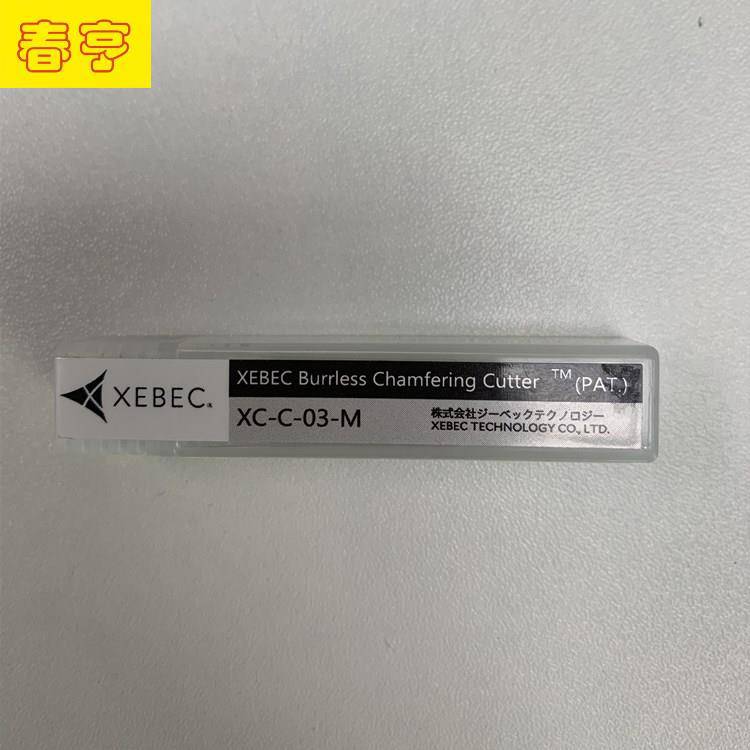 春亨
XEBEC®
XEBEC Burrless Chamfering Cutter ™ (PAT.)
XC-C-03-M
株式会社ジーベックテクノロジー
XEBEC TECHNOLOGY CO., LTD.